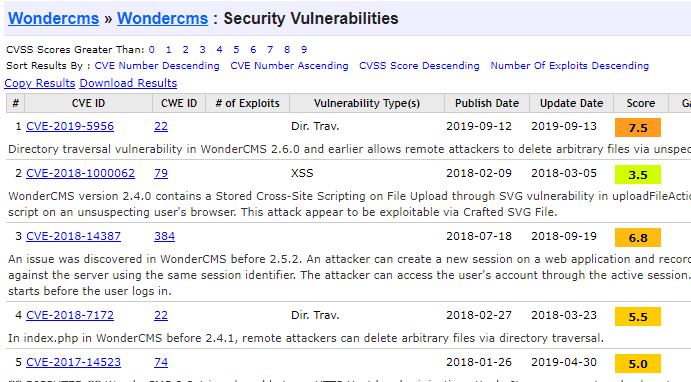 Wondercms » Wondercms : Security Vulnerabilities
CVSS Scores Greater Than: 0 1 2 3 4 5 6 7 8 9
Sort Results By : CVE Number Descending CVE Number Ascending CVSS Score Descending Number Of Exploits Descending
Copy Results Download Results
# CVE ID CWE ID # of Exploits Vulnerability Type(s) Publish Date Update Date Score
1 CVE-2019-5956 22 Dir. Trav. 2019-09-12 2019-09-13 7.5
Directory traversal vulnerability in WonderCMS 2.6.0 and earlier allows remote attackers to delete arbitrary files via
2 CVE-2018-1000062 79 XSS 2018-02-09 2018-03-05 3.5
WonderCMS version 2.4.0 contains a Stored Cross-Site Scripting on File Upload through SVG vulnerability in
script on an unsuspecting user's browser. This attack appear to be exploitable via Crafted SVG File.
3 CVE-2018-14387 384 2018-07-18 2018-09-19 6.8
An issue was discovered in WonderCMS before 2.5.2. An attacker can create a new session on a web application and
against the server using the same session identifier. The attacker can access the user's account through the active session.
starts before the user logs in.
4 CVE-2018-7172 22 Dir. Trav. 2018-02-27 2018-03-23 5.5
In index.php in WonderCMS before 2.4.1, remote attackers can delete arbitrary files via directory traversal.
5 CVE-2017-14523 74 2018-01-26 2019-04-30 5.0